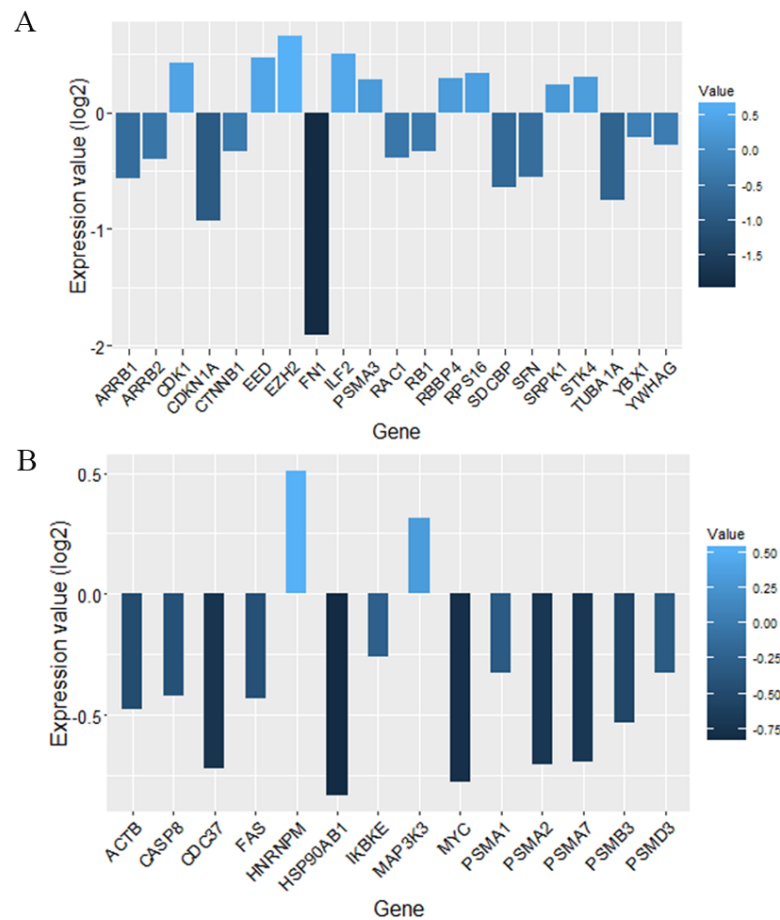 A
Expression value (log2)
0
-1
-2
ARRB1
ARRB2
CDK1
CDKN1A
CTNNB1
EED
EZH2
FN1
ILF2
PSMA3
RAC1
RB1
RBBP4
RPS16
SDCBP
SFN
SRPK1
STK4
TUBA1A
YBX1
YWHAG
Gene
Value
0.5
0.0
-0.5
-1.0
-1.5
B
Expression value (log2)
0.5
0.0
-0.5
ACTB
CASP8
CDC37
FAS
HNRNPM
HSP90AB1
IKBKE
MAP3K3
MYC
PSMA1
PSMA2
PSMA7
PSMB3
PSMD3
Gene
Value
0.50
0.25
0.00
-0.25
-0.50
-0.75